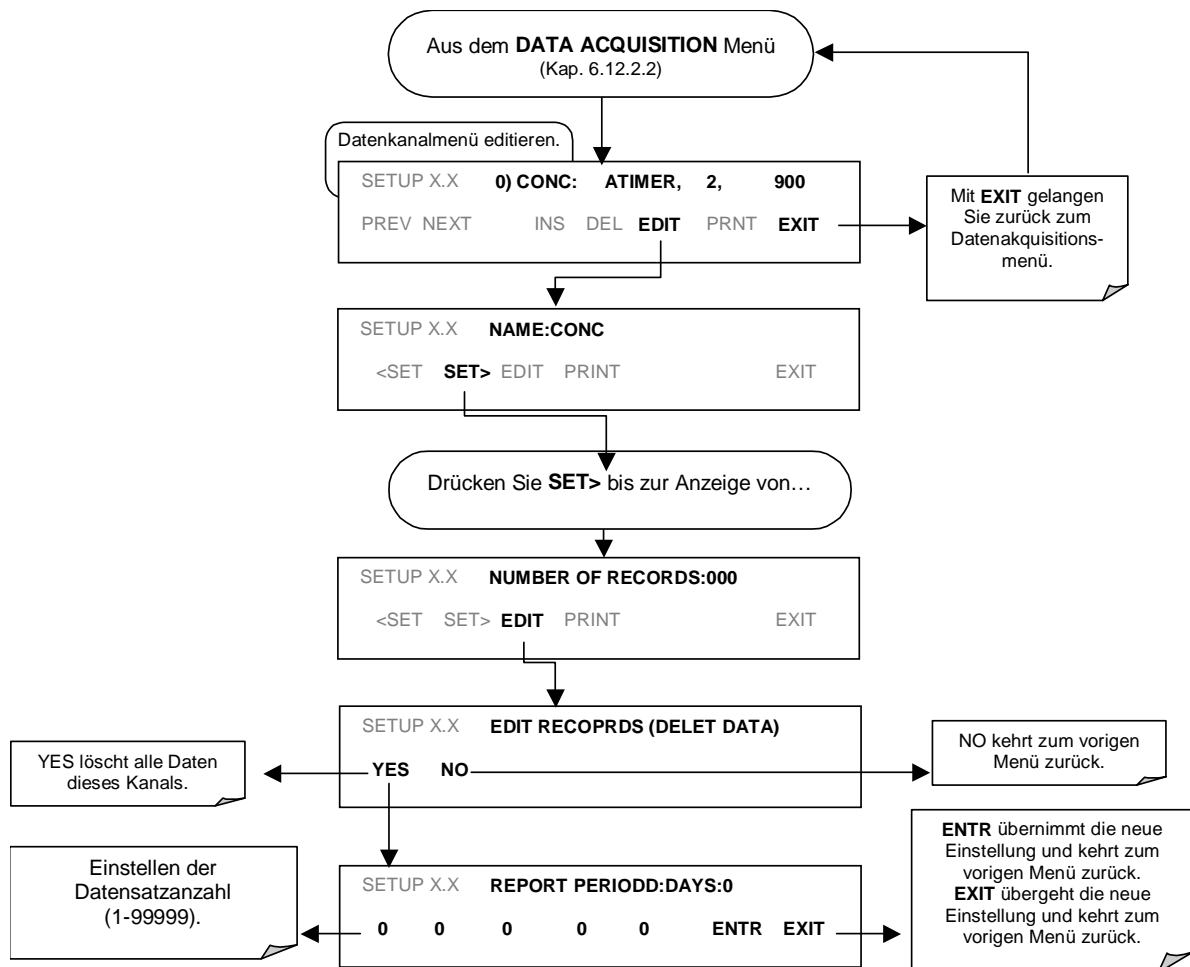 Aus dem DATA ACQUISITION Menü
(Kap. 6.12.2.2)
Datenkanalmenü editieren.
SETUP X.X 0) CONC: ATIMER, 2, 900
PREV NEXT INS DEL EDIT PRNT EXIT
Mit EXIT gelangen
Sie zurück zum
Datenakquisitions-
menü.
SETUP X.X NAME:CONC
<SET SET> EDIT PRINT EXIT
Drücken Sie SET> bis zur Anzeige von…
SETUP X.X NUMBER OF RECORDS:000
<SET SET> EDIT PRINT EXIT
SETUP X.X EDIT RECOPRDS (DELET DATA)
YES NO
YES löscht alle Daten
dieses Kanals.
NO kehrt zum vorigen
Menü zurück.
Einstellen der
Datensatzanzahl
(1-99999).
SETUP X.X REPORT PERIODD:DAYS:0
0 0 0 0 0 ENTR EXIT
ENTR übernimmt die neue
Einstellung und kehrt zum
vorigen Menü zurück.
EXIT übergeht die neue
Einstellung und kehrt zum
vorigen Menü zurück.